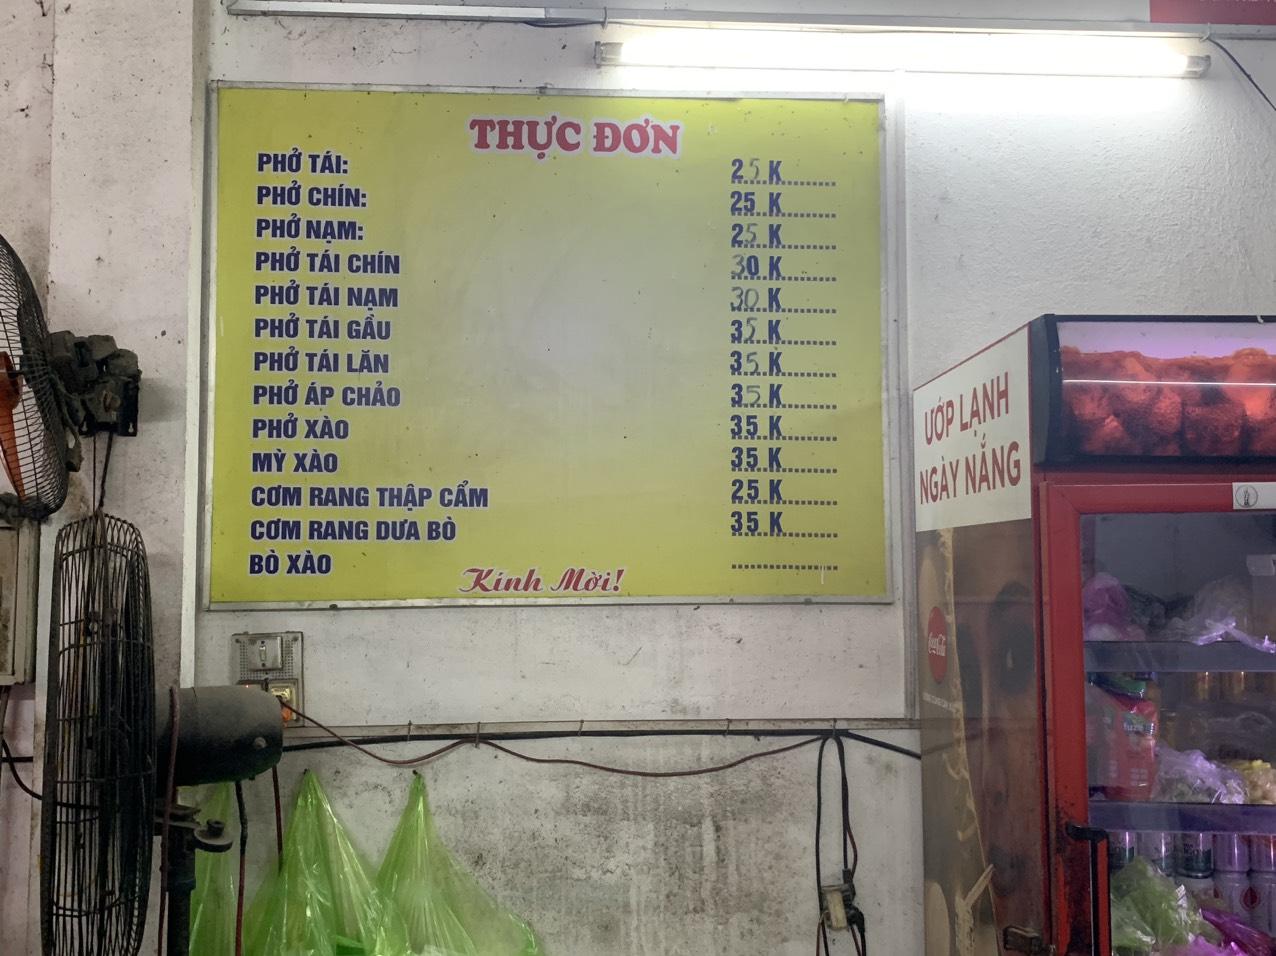 THỰC ĐƠN
PHỞ TÁI: 25 K
PHỞ CHÍN: 25 K
PHỞ NẠM: 25 K
PHỞ TÁI CHÍN 30 K
PHỞ TÁI NẠM 30 K
PHỞ TÁI GẦU 35 K
PHỞ TÁI LĂN 35 K
PHỞ ÁP CHẢO 35 K
PHỞ XÀO 35 K
MỲ XÀO 35 K
CƠM RANG THẬP CẨM 25 K
CƠM RANG DƯA BÒ 35 K
BÒ XÀO
Kính Mời!
ƯỚP LẠNH
NGÀY NẮNG
Coca-Cola